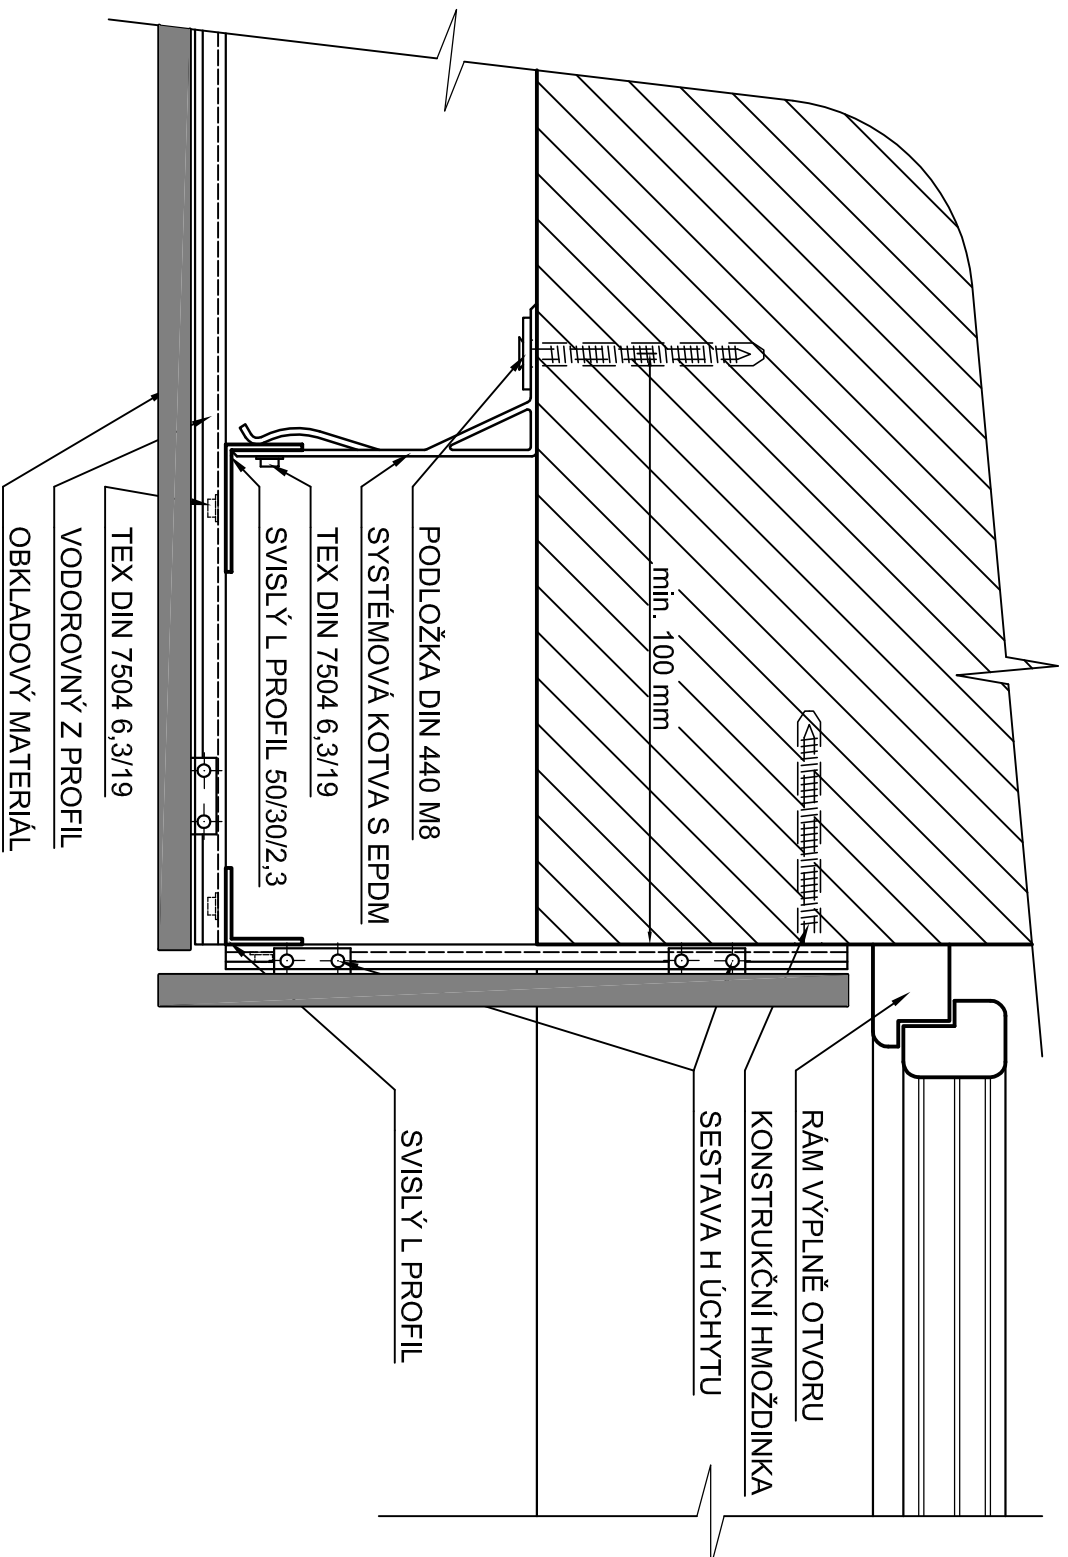 RÁM VÝPLNĚ OTVORU
KONSTRUKČNÍ HMOŽDINKA
SESTAVA H ÚCHYTU
min. 100 mm
SVISLÝ L PROFIL
PODLOŽKA DIN 440 M8
SYSTÉMOVÁ KOTVA S EPDM
TEX DIN 7504 6,3/19
SVISLÝ L PROFIL 50/30/2,3
TEX DIN 7504 6,3/19
VODOROVNÝ Z PROFIL
OBKLADOVÝ MATERIÁL